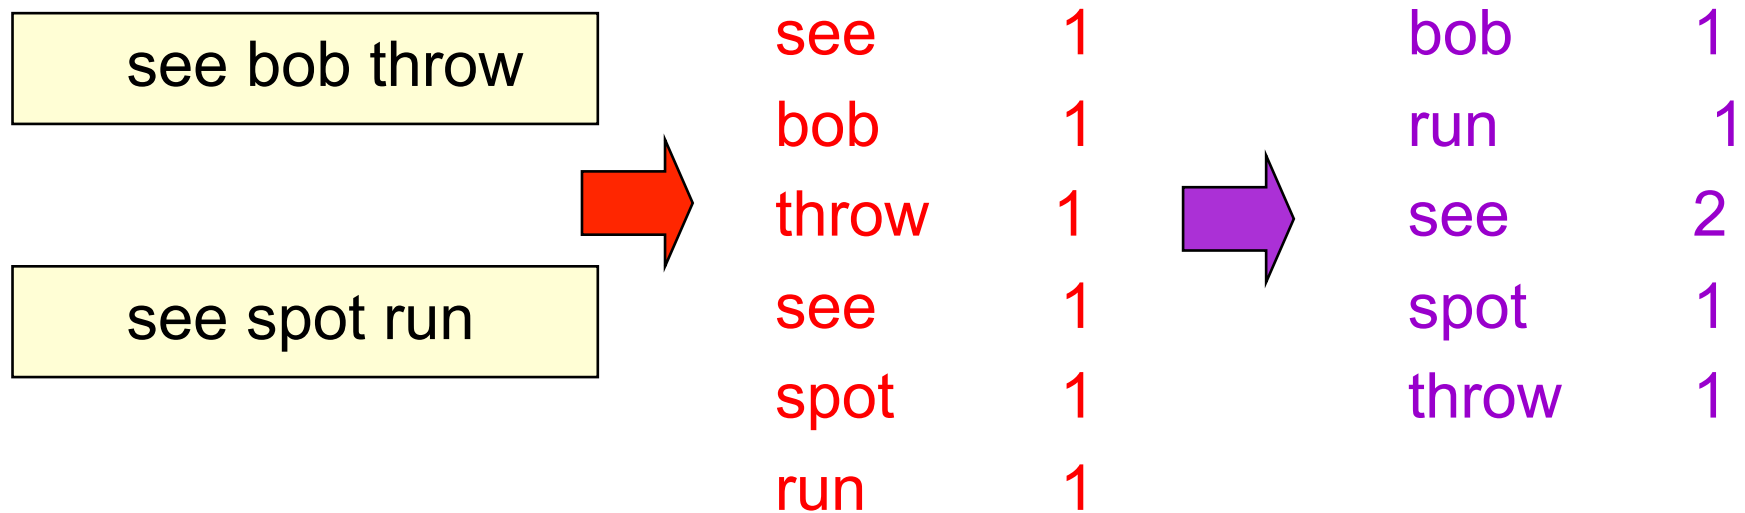 see bob throw
see spot run
see 1
bob 1
throw 1
see 1
spot 1
run 1
bob 1
run 1
see 2
spot 1
throw 1